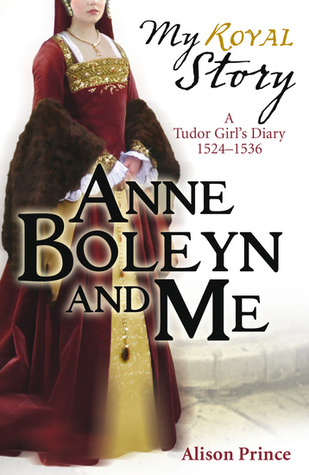 My ROYAL
Story
A
Tudor Girl's Diary
1524–1536
ANNE
BOLEYN
AND ME
Alison Prince